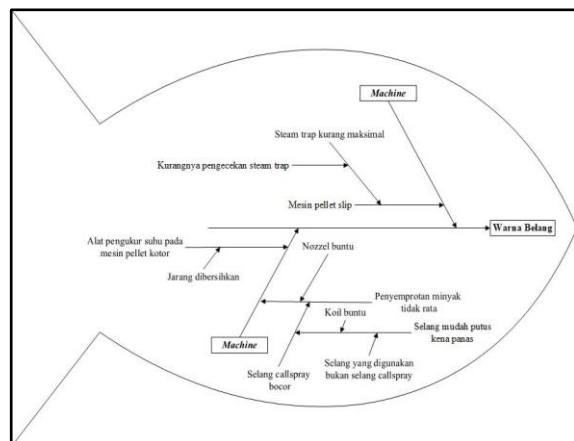 Machine
Steam trap kurang maksimal
Kurangnya pengecekan steam trap
Mesin pellet slip
Warna Belang
Alat pengukur suhu pada
mesin pellet kotor
Nozzel buntu
Jarang dibersihkan
Penyemprotan minyak
tidak rata
Koil buntu
Selang mudah putus
kena panas
Machine
Selang yang digunakan
bukan selang callspray
Selang callspray
bocor